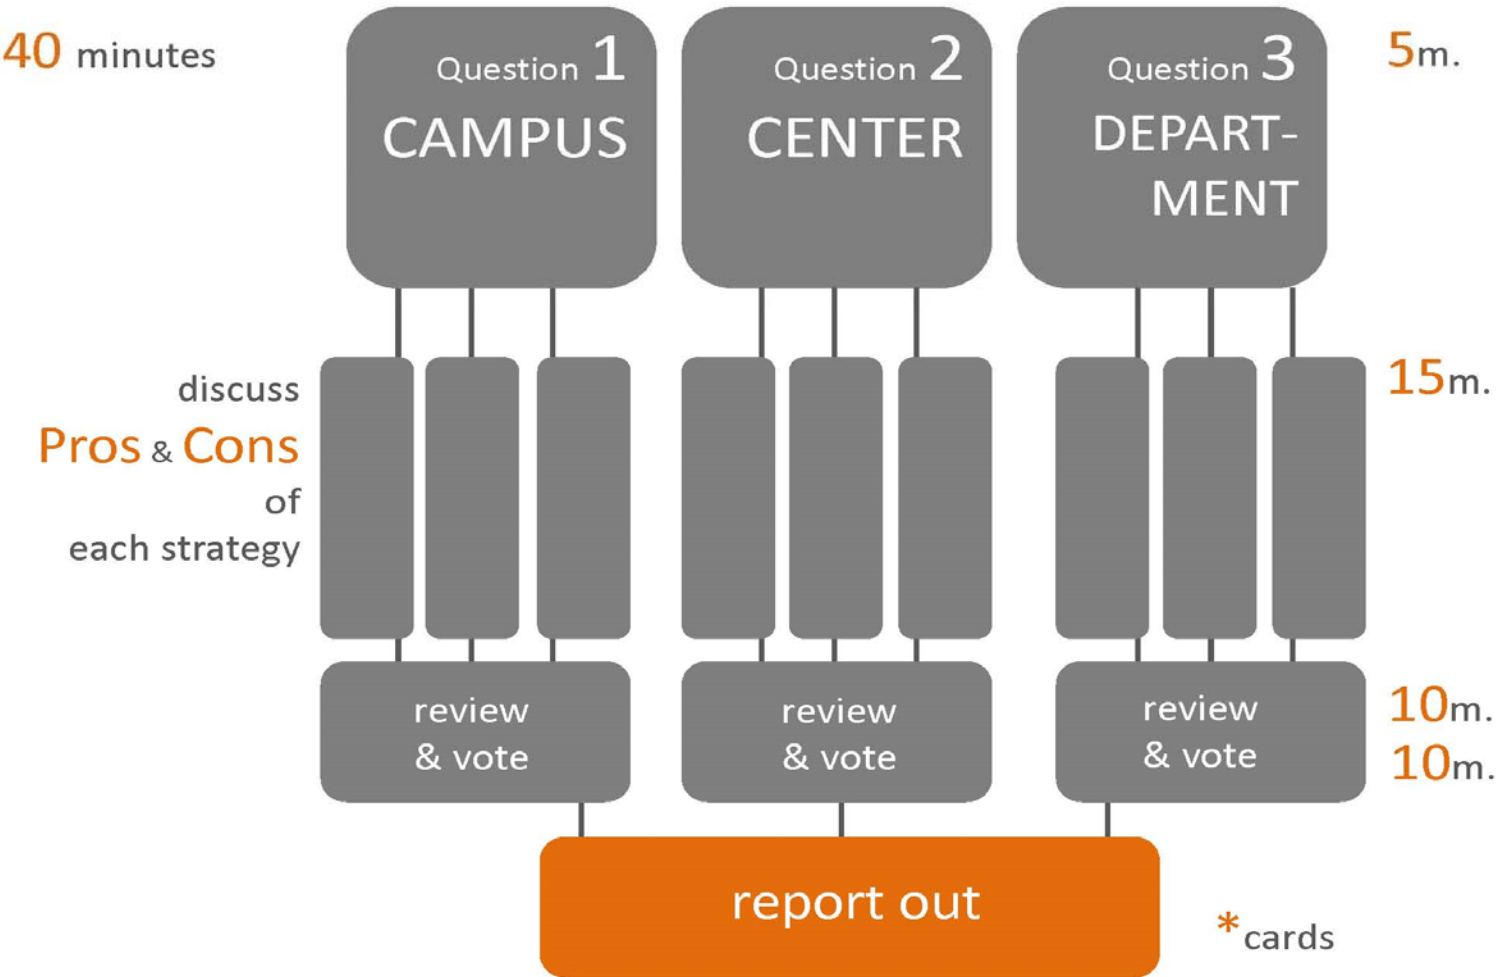 40 minutes
Question 1
CAMPUS
Question 2
CENTER
Question 3
DEPART-
MENT
5m.
discuss
Pros & Cons
of
each strategy
15m.
review
& vote
review
& vote
review
& vote
10m.
10m.
report out
*cards